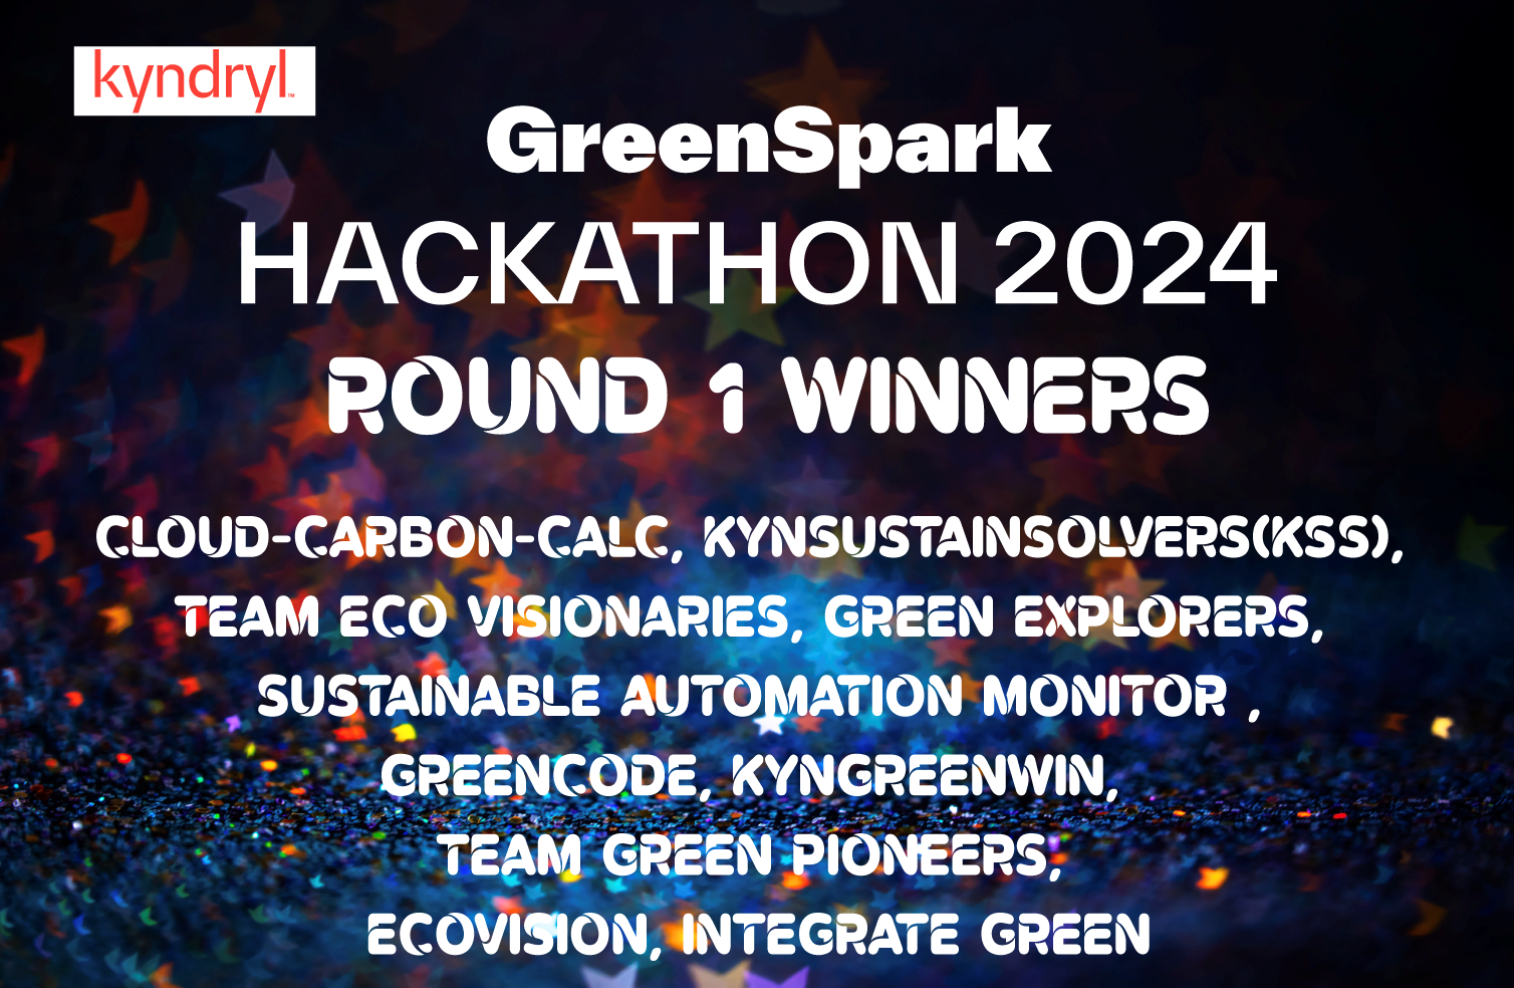 kyndryl™
GreenSpark
HACKATHON 2024
ROUND 1 WINNERS
CLOUD-CARBON-CALC, KYNSUSTAINSOLVERS(KSS),
TEAM ECO VISIONARIES, GREEN EXPLORERS,
SUSTAINABLE AUTOMATION MONITOR ,
GREENCODE, KYNGREENWIN,
TEAM GREEN PIONEERS,
ECOVISION, INTEGRATE GREEN